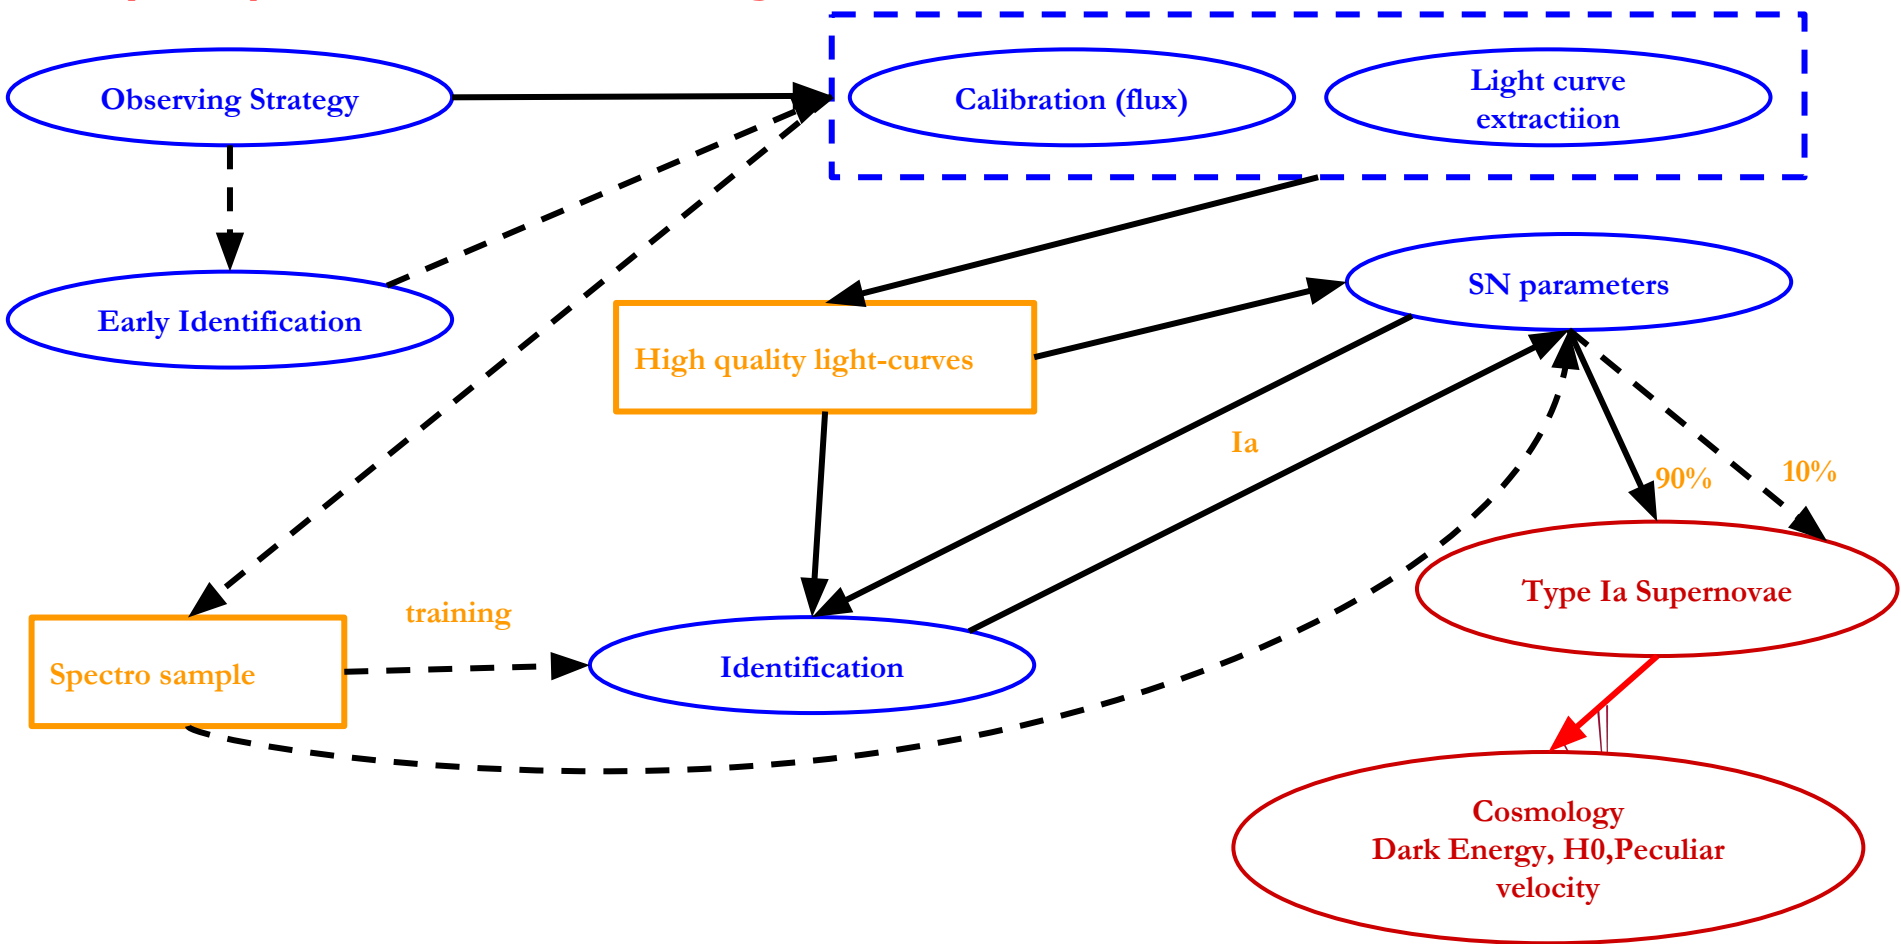 Observing Strategy
Calibration (flux)
Light curve
extractiion
Early Identification
SN parameters
High quality light-curves
Ia
90%
10%
Type Ia Supernovae
training
Spectro sample
Identification
Cosmology
Dark Energy, H0,Peculiar
velocity